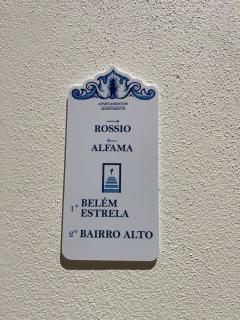 APARTAMENTOS
APARTMENTS
ROSSIO
ALFAMA
1º BELÉM
ESTRELA
2º BAIRRO ALTO